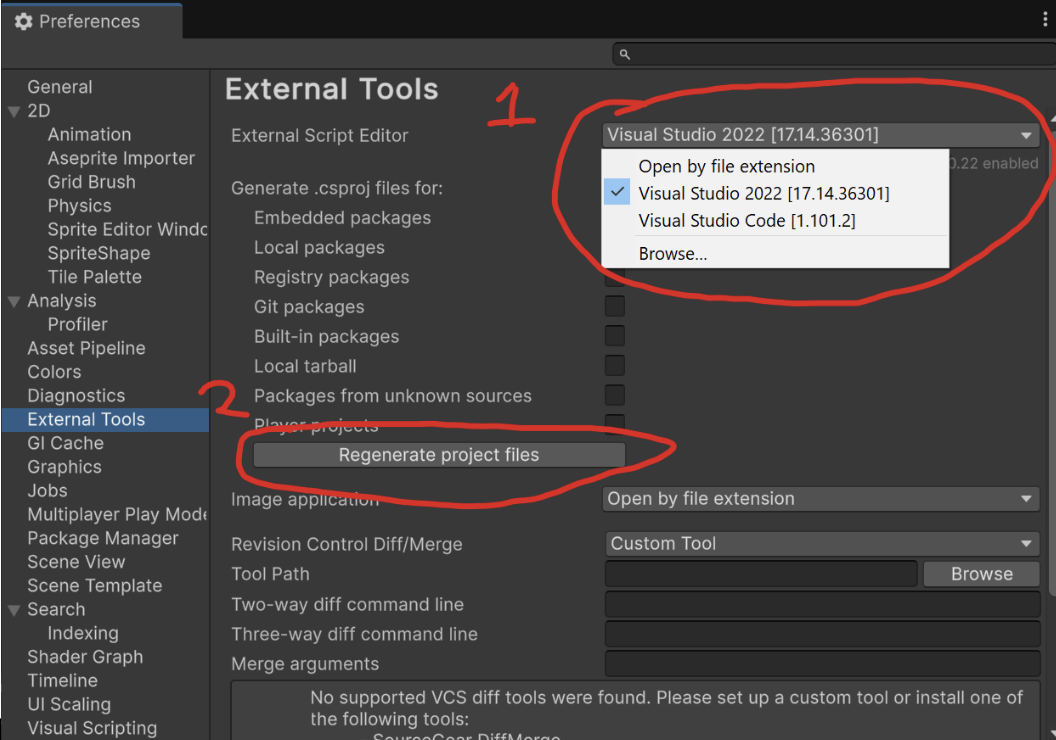 Preferences
General
2D
Animation
Aseprite Importer
Grid Brush
Physics
Sprite Editor Windo
SpriteShape
Tile Palette
Analysis
Profiler
Asset Pipeline
Colors
Diagnostics
External Tools
GI Cache
Graphics
Jobs
Multiplayer Play Mode
Package Manager
Scene View
Scene Template
Search
Indexing
Shader Graph
Timeline
UI Scaling
Visual Scripting
External Tools
1
External Script Editor
Visual Studio 2022 [17.14.36301]
Open by file extension
0.22 enabled
Visual Studio 2022 [17.14.36301]
Visual Studio Code [1.101.2]
Browse...
Generate .csproj files for:
Embedded packages
Local packages
Registry packages
Git packages
Built-in packages
Local tarball
Packages from unknown sources
Player projects
2
Regenerate project files
Image application
Open by file extension
Revision Control Diff/Merge
Custom Tool
Tool Path
Browse
Two-way diff command line
Three-way diff command line
Merge arguments
No supported VCS diff tools were found. Please set up a custom tool or install one of
the following tools:
SourceGear DiffMerge